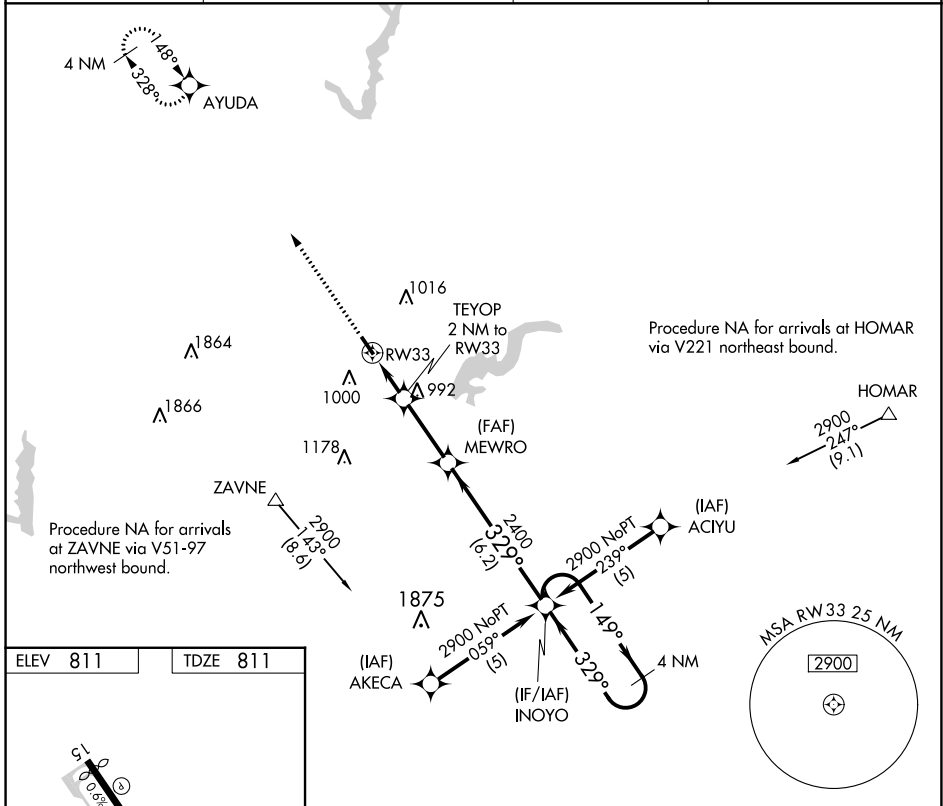 4 NM
148°
328°
AYUDA
1016
TEYOP
2 NM to
RW33
RW33
1864
1000
992
1866
Procedure NA for arrivals at HOMAR
via V221 northeast bound.
HOMAR
2900
247°
(9.1)
(FAF)
MEWRO
1178
ZAVNE
2900
143°
(8.6)
Procedure NA for arrivals
at ZAVNE via V51-97
northwest bound.
2400
329°
(6.2)
(IAF)
ACIYU
2900 NoPT
239°
(5)
1875
2900 NoPT
059°
(5)
(IAF)
AKECA
149°
329°
4 NM
(IF/IAF)
INOYO
MSA RW33 25 NM
2900
ELEV 811
TDZE 811
15
0.6%
P